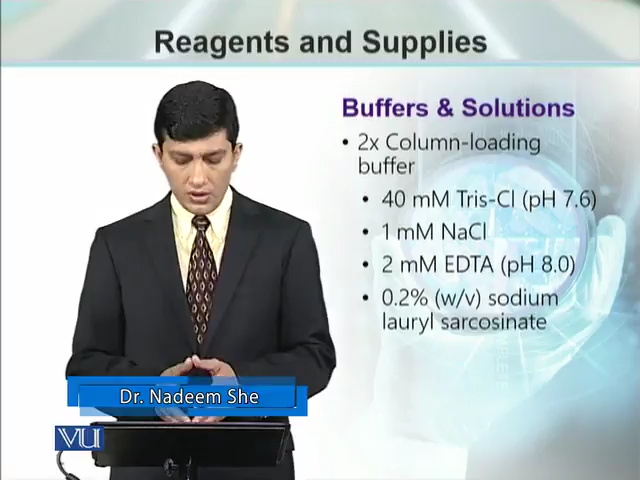 Reagents and Supplies
Buffers & Solutions
• 2x Column-loading
buffer
• 40 mM Tris-Cl (pH 7.6)
• 1 mM NaCl
• 2 mM EDTA (pH 8.0)
• 0.2% (w/v) sodium
lauryl sarcosinate
Dr. Nadeem She
VU